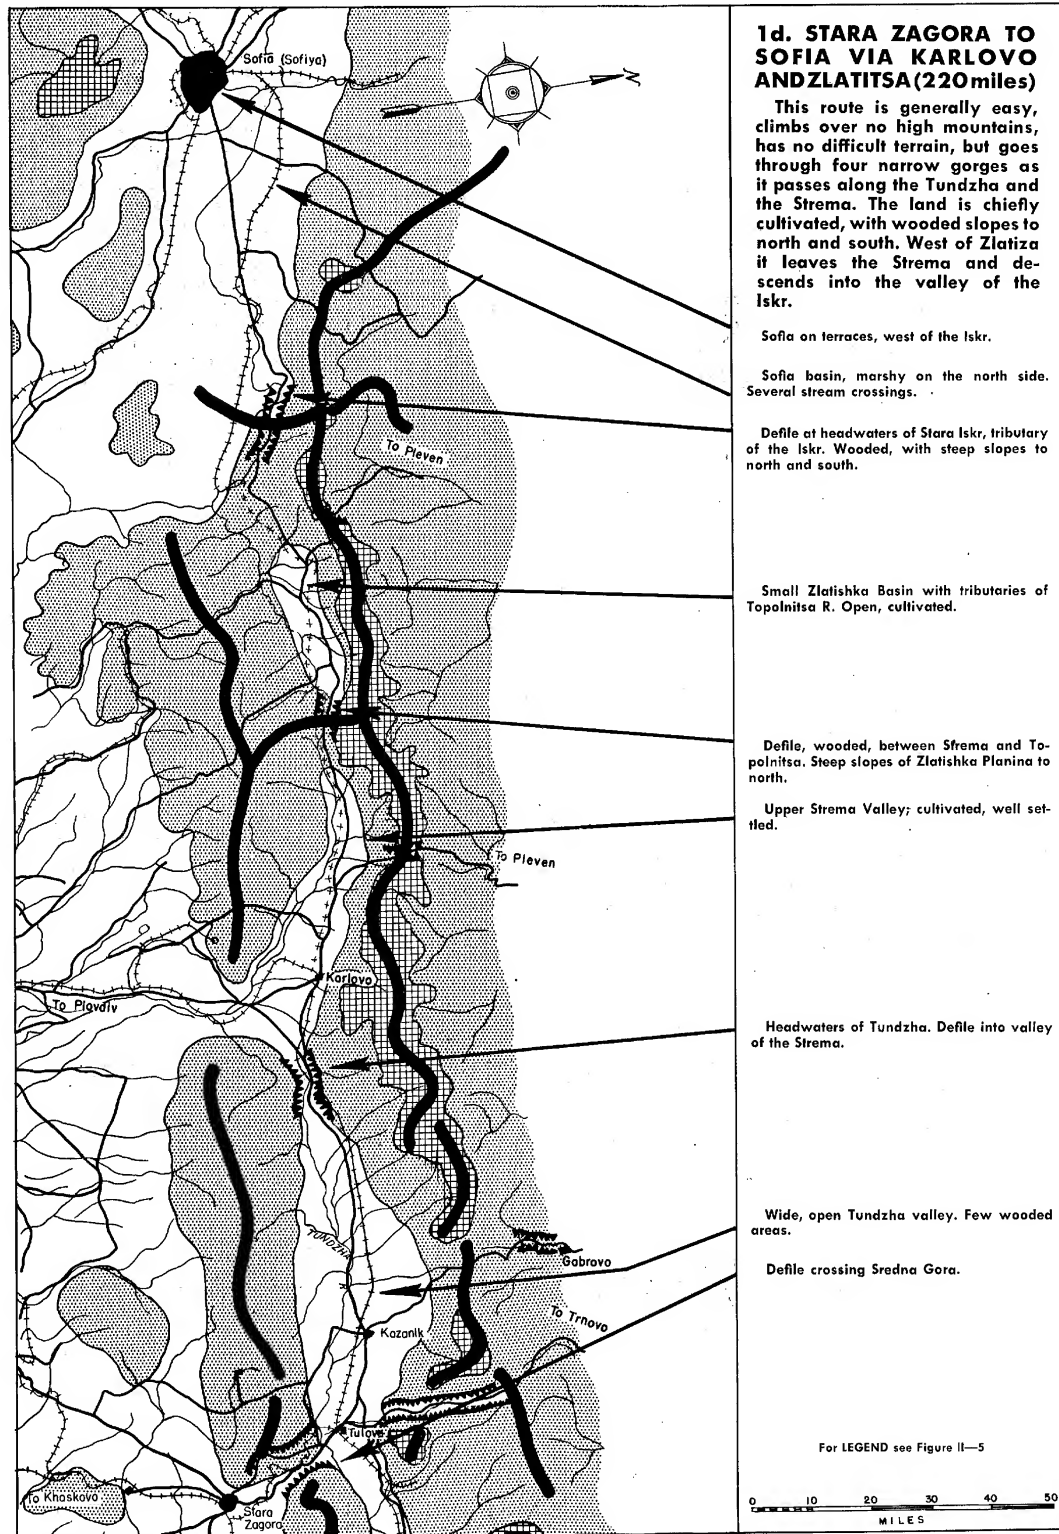 1d. STARA ZAGORA TO
SOFIA VIA KARLOVO
ANDZLATITSA(220miles)
This route is generally easy,
climbs over no high mountains,
has no difficult terrain, but goes
through four narrow gorges as
it passes along the Tundzha and
the Strema. The land is chiefly
cultivated, with wooded slopes to
north and south. West of Zlatiza
it leaves the Strema and de-
scends into the valley of the
Iskr.
Sofia on terraces, west of the Iskr.
Sofia basin, marshy on the north side.
Several stream crossings.
Defile at headwaters of Stara Iskr, tributary
of the Iskr. Wooded, with steep slopes to
north and south.
Small Zlatishka Basin with tributaries of
Topolnitsa R. Open, cultivated.
Defile, wooded, between Strema and To-
polnitsa. Steep slopes of Zlatishka Planina to
north.
Upper Strema Valley; cultivated, well set-
tled.
Headwaters of Tundzha. Defile into valley
of the Strema.
Wide, open Tundzha valley. Few wooded
areas.
Defile crossing Sredna Gora.
For LEGEND see Figure II—5
0 10 20 30 40 50
MILES
Sofia (Sofiya)
N
To Pleven
To Pleven
Karlovo
To Plovdiv
TUNDZHA
Gabrovo
To Trnovo
Kazanlk
Tulovo
To Khaskovo
Stara
Zagora